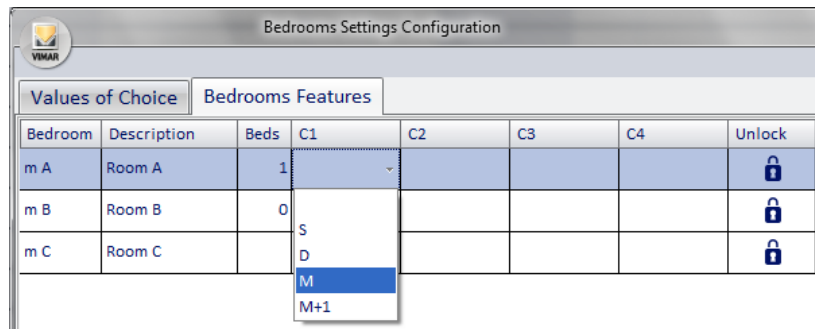 Bedrooms Settings Configuration
VIMAR
Values of Choice Bedrooms Features
Bedroom Description Beds C1 C2 C3 C4 Unlock
m A Room A 1
m B Room B 0
S
m C Room C D
M
M+1